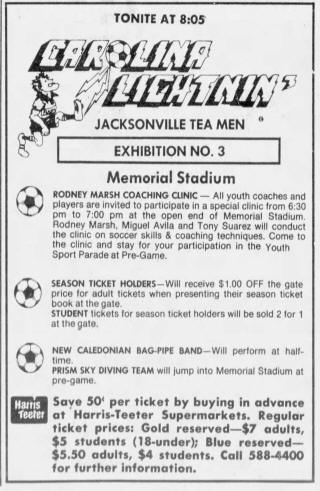 TONITE AT 8:05
CAROLINA
LIGHTNIN'
JACKSONVILLE TEA MEN
EXHIBITION NO. 3
Memorial Stadium
RODNEY MARSH COACHING CLINIC — All youth coaches and
players are invited to participate in a special clinic from 6:30
pm to 7:00 pm at the open end of Memorial Stadium.
Rodney Marsh, Miguel Avila and Tony Suarez will conduct
the clinic on soccer skills & coaching techniques. Come to
the clinic and stay for your participation in the Youth
Sport Parade at Pre-Game.
SEASON TICKET HOLDERS—Will receive $1.00 OFF the gate
price for adult tickets when presenting their season ticket
book at the gate.
STUDENT tickets for season ticket holders will be sold 2 for 1
at the gate.
NEW CALEDONIAN BAG-PIPE BAND—Will perform at half-
time.
PRISM SKY DIVING TEAM will jump into Memorial Stadium at
pre-game.
Harris
Teeter
Save 50¢ per ticket by buying in advance
at Harris-Teeter Supermarkets. Regular
ticket prices: Gold reserved—$7 adults,
$5 students (18-under); Blue reserved—
$5.50 adults, $4 students. Call 588-4400
for further information.